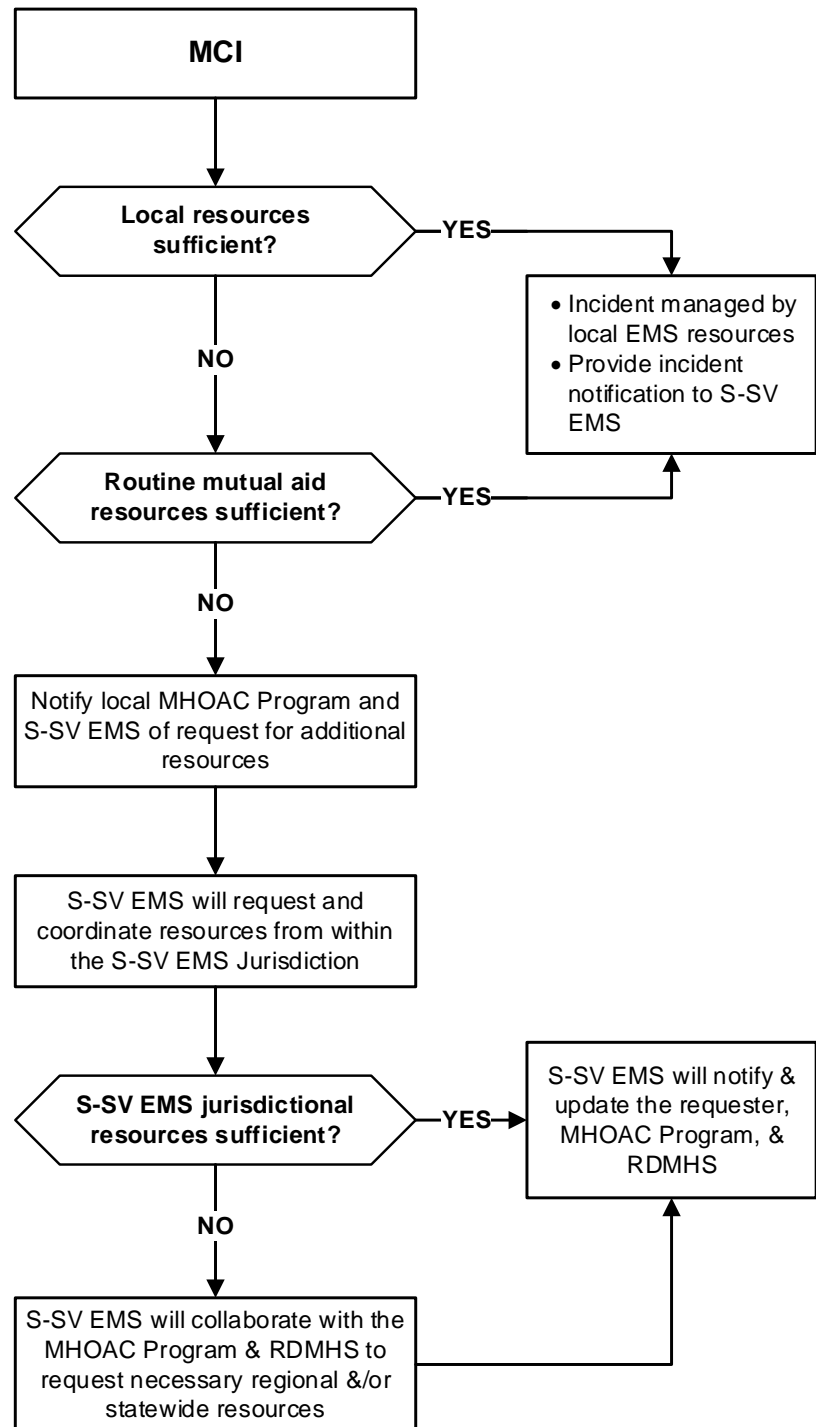 MCI
Local resources
sufficient?
YES
• Incident managed by
local EMS resources
• Provide incident
notification to S-SV
EMS
NO
Routine mutual aid
resources sufficient?
YES
NO
Notify local MHOAC Program and
S-SV EMS of request for additional
resources
S-SV EMS will request and
coordinate resources from within
the S-SV EMS Jurisdiction
S-SV EMS jurisdictional
resources sufficient?
YES
S-SV EMS will notify &
update the requester,
MHOAC Program, &
RDMHS
NO
S-SV EMS will collaborate with the
MHOAC Program & RDMHS to
request necessary regional &/or
statewide resources